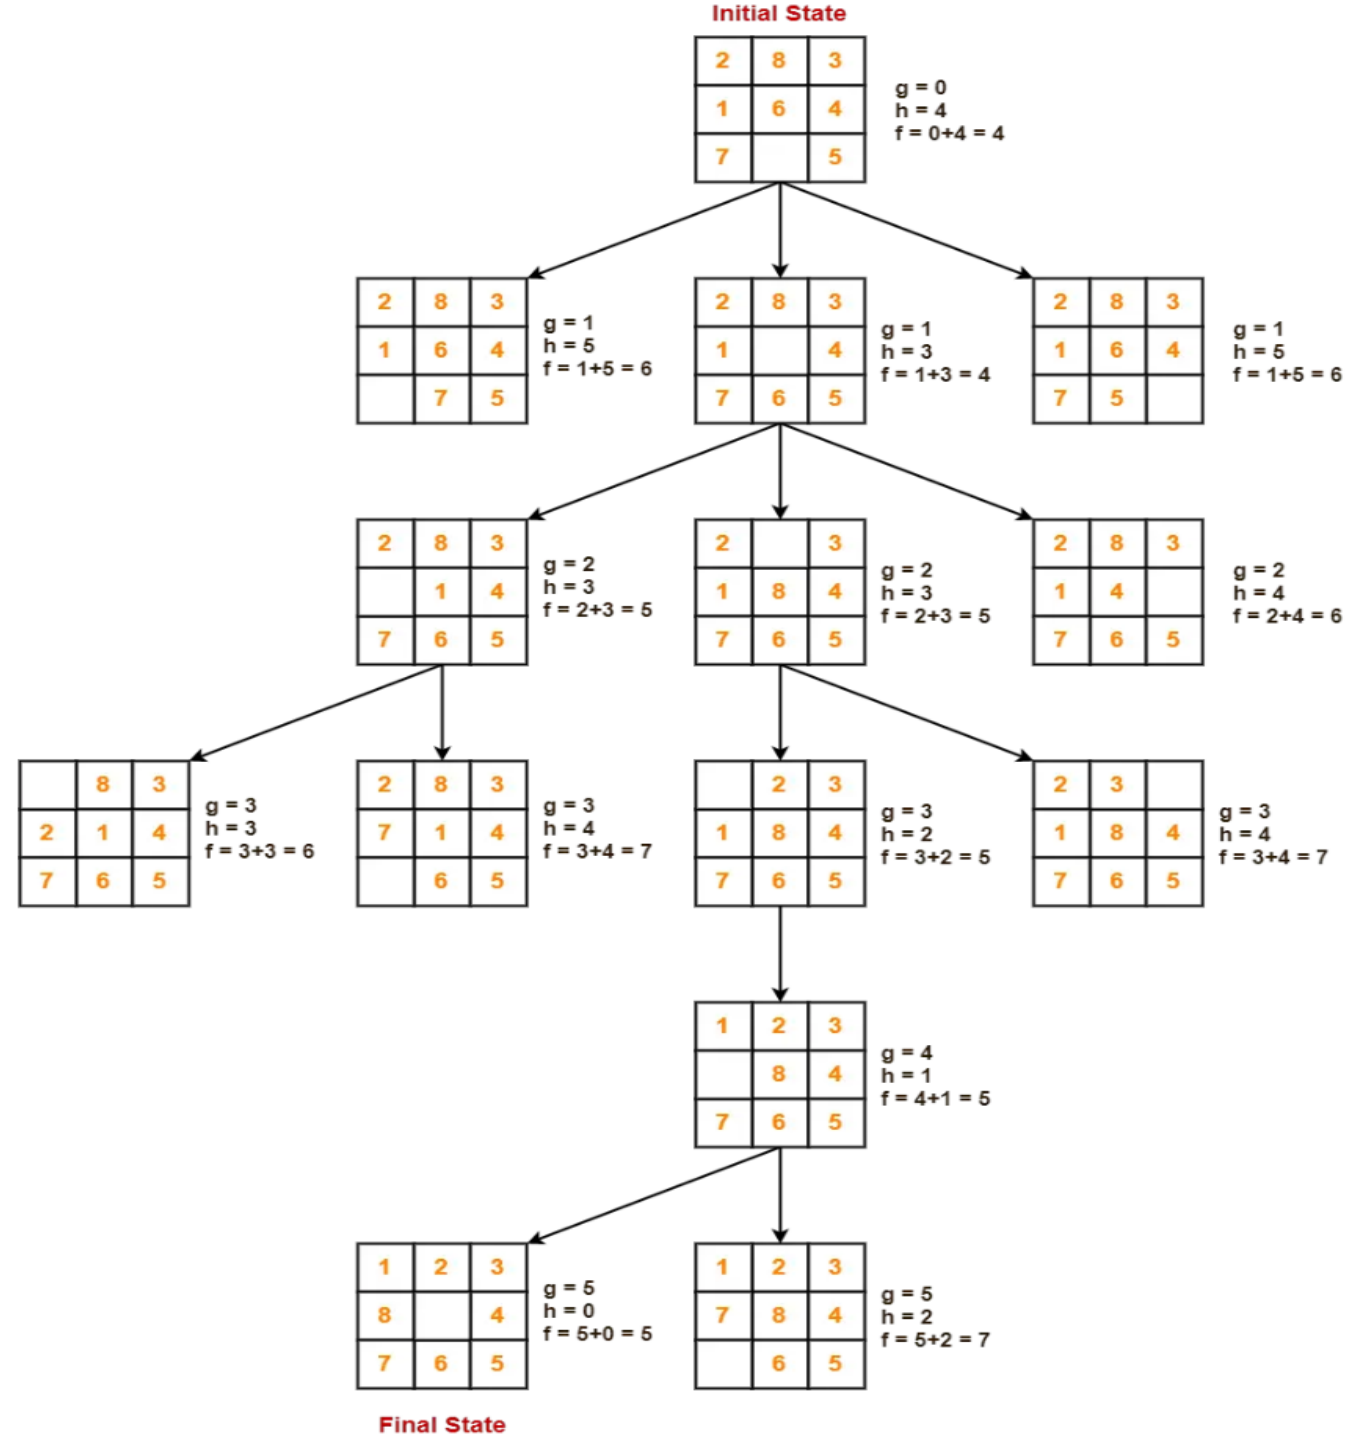 Initial State
2 8 3
1 6 4
7 5
g = 0
h = 4
f = 0+4 = 4
2 8 3
1 6 4
7 5
g = 1
h = 5
f = 1+5 = 6
2 8 3
1 4
7 6 5
g = 1
h = 3
f = 1+3 = 4
2 8 3
1 6 4
7 5
g = 1
h = 5
f = 1+5 = 6
2 8 3
1 4
7 6 5
g = 2
h = 3
f = 2+3 = 5
2 3
1 8 4
7 6 5
g = 2
h = 3
f = 2+3 = 5
2 8 3
1 4
7 6 5
g = 2
h = 4
f = 2+4 = 6
8 3
2 1 4
7 6 5
g = 3
h = 3
f = 3+3 = 6
2 8 3
7 1 4
6 5
g = 3
h = 4
f = 3+4 = 7
2 3
1 8 4
7 6 5
g = 3
h = 2
f = 3+2 = 5
2 3
1 8 4
7 6 5
g = 3
h = 4
f = 3+4 = 7
1 2 3
8 4
7 6 5
g = 4
h = 1
f = 4+1 = 5
1 2 3
8 4
7 6 5
g = 5
h = 0
f = 5+0 = 5
1 2 3
7 8 4
6 5
g = 5
h = 2
f = 5+2 = 7
Final State